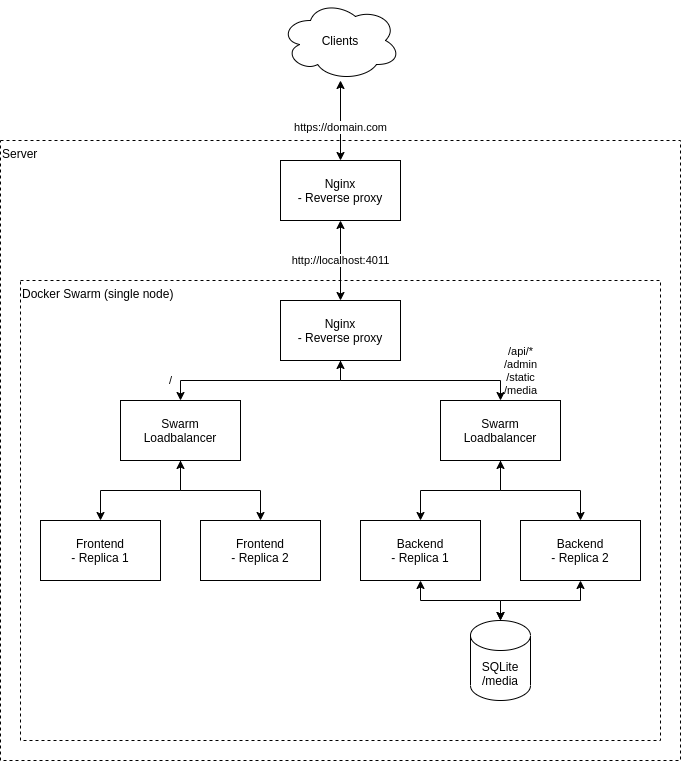 Clients
https://domain.com
Server
Nginx
- Reverse proxy
http://localhost:4011
Docker Swarm (single node)
Nginx
- Reverse proxy
/
/api/*
/admin
/static
/media
Swarm
Loadbalancer
Swarm
Loadbalancer
Frontend
- Replica 1
Frontend
- Replica 2
Backend
- Replica 1
Backend
- Replica 2
SQLite
/media